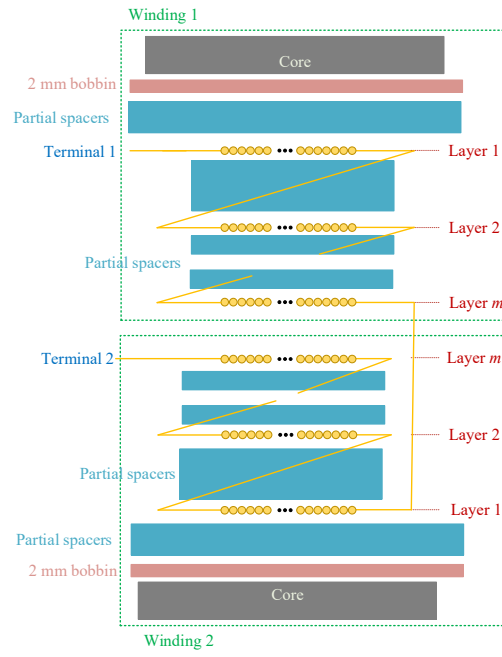 Winding 1
Core
2 mm bobbin
Partial spacers
Terminal 1
Layer 1
Layer 2
Partial spacers
Layer m
Terminal 2
Layer m
Layer 2
Partial spacers
Layer 1
Partial spacers
2 mm bobbin
Core
Winding 2